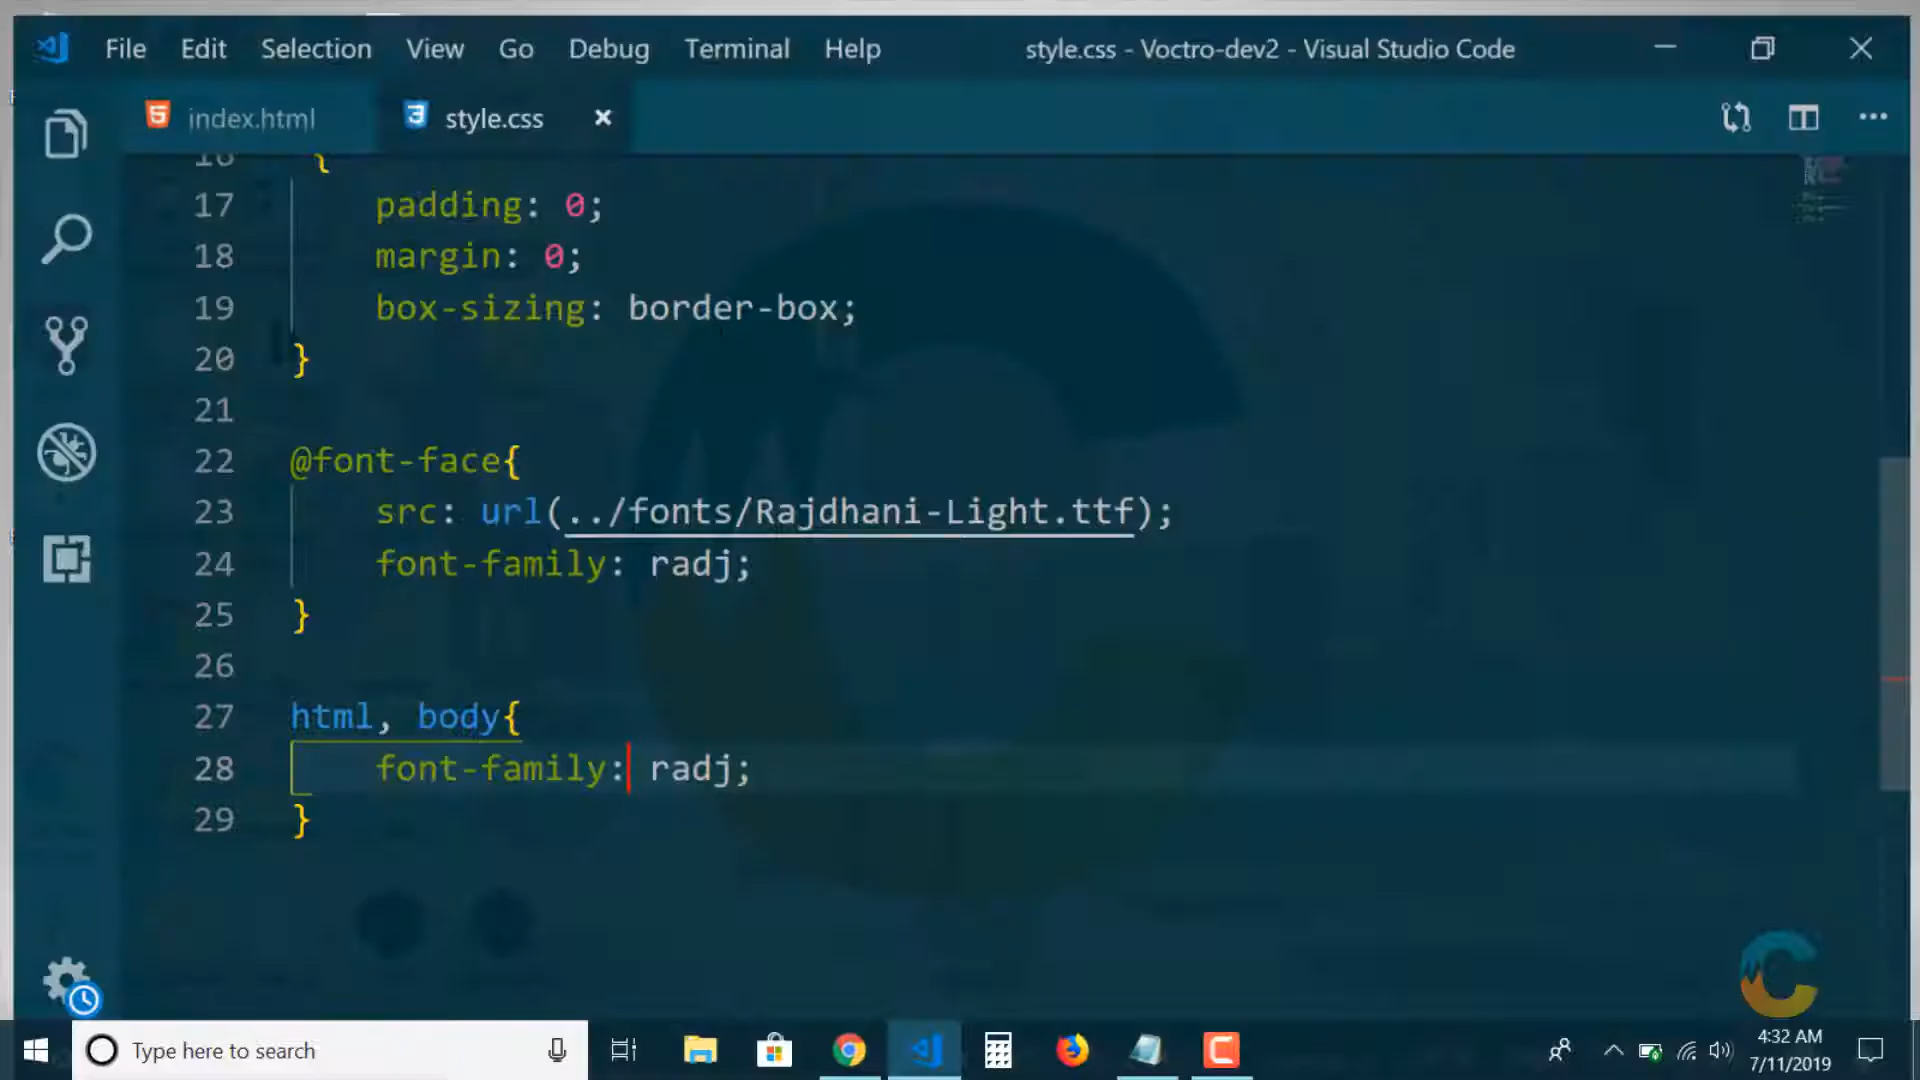 File Edit Selection View Go Debug Terminal Help style.css - Voctro-dev2 - Visual Studio Code
index.html style.css
16 {
17 padding: 0;
18 margin: 0;
19 box-sizing: border-box;
20 }
21
22 @font-face{
23 src: url(../fonts/Rajdhani-Light.ttf);
24 font-family: radj;
25 }
26
27 html, body{
28 font-family: radj;
29 }
Type here to search
4:32 AM
7/11/2019